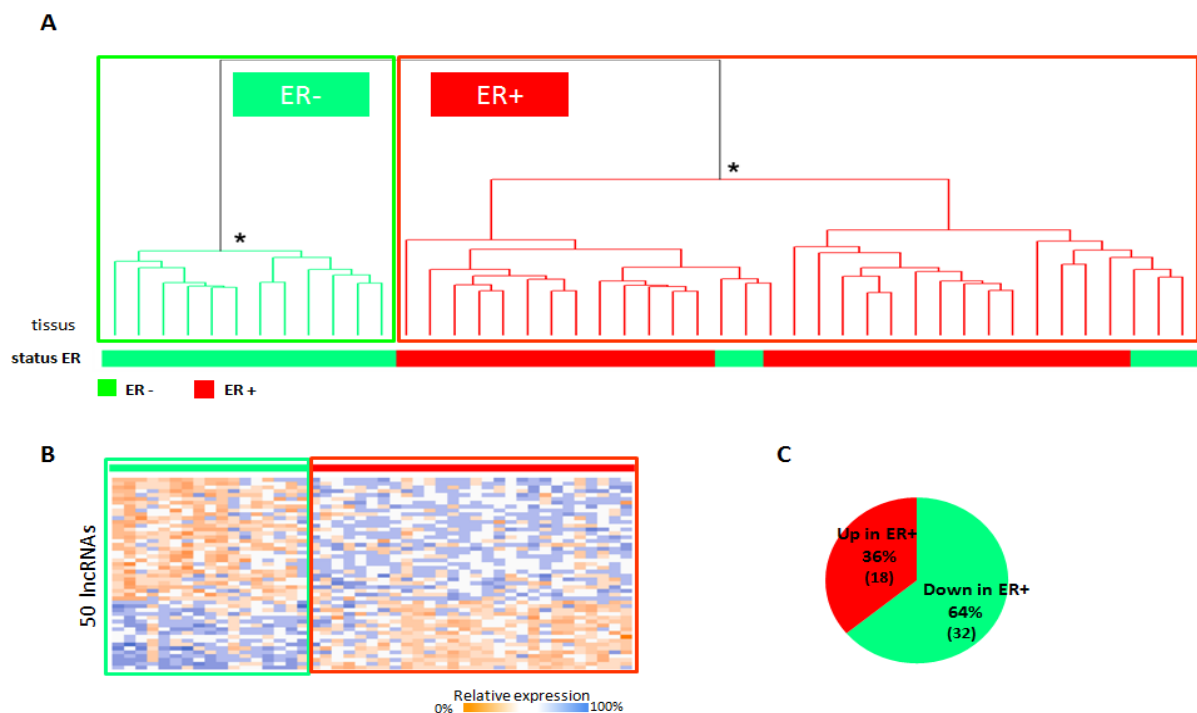 A
ER-
ER+
*
*
tissus
status ER
ER -
ER +
B
C
50 lncRNAs
Up in ER+
36%
(18)
Down in ER+
64%
(32)
Relative expression
0%
100%